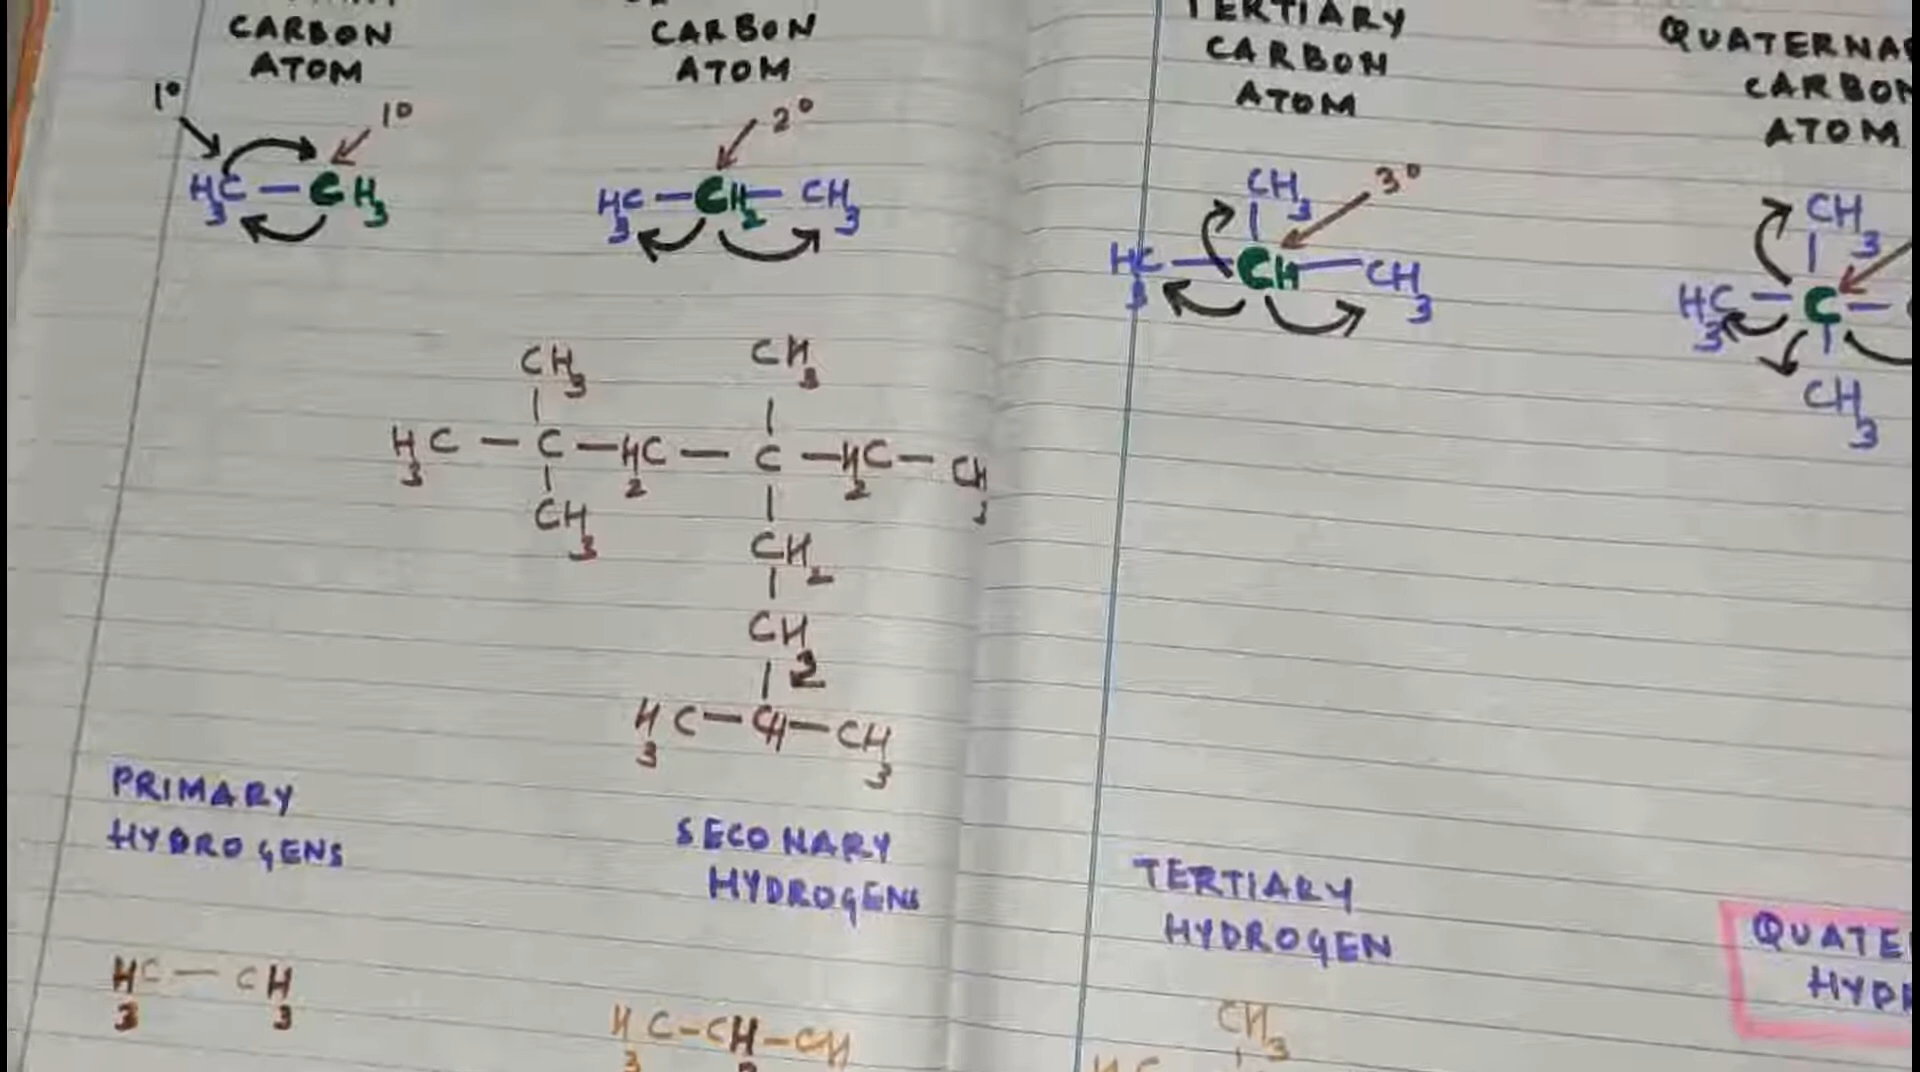 CARBON
ATOM
1°
1°
H3C — CH3
CARBON
ATOM
2°
H3C — CH2 — CH3
TERTIARY
CARBON
ATOM
3°
CH3
H3C — CH — CH3
CARBON
ATOM
CH3
H3C — C —
CH3
CH3 CH3
H3C — C — H2C — C — H2C — CH
CH3
CH2
CH2
H3C — CH — CH3
PRIMARY
HYDROGENS
H3C — CH3
SECONARY
HYDROGENS
H3C-CH2-CH
TERTIARY
HYDROGEN
CH3